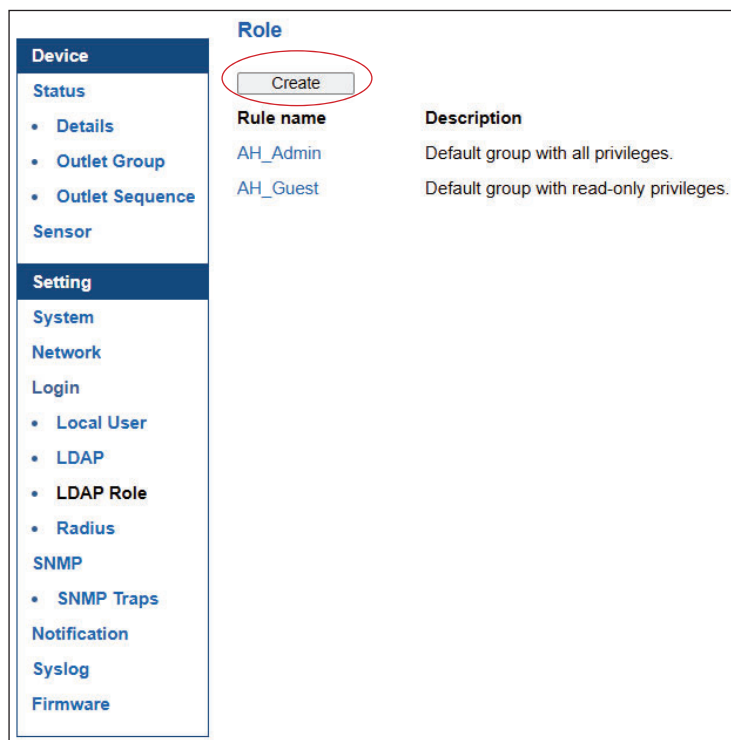 Role
Create
Rule name Description
AH_Admin Default group with all privileges.
AH_Guest Default group with read-only privileges.
Device
Status
• Details
• Outlet Group
• Outlet Sequence
Sensor
Setting
System
Network
Login
• Local User
• LDAP
• LDAP Role
• Radius
SNMP
• SNMP Traps
Notification
Syslog
Firmware